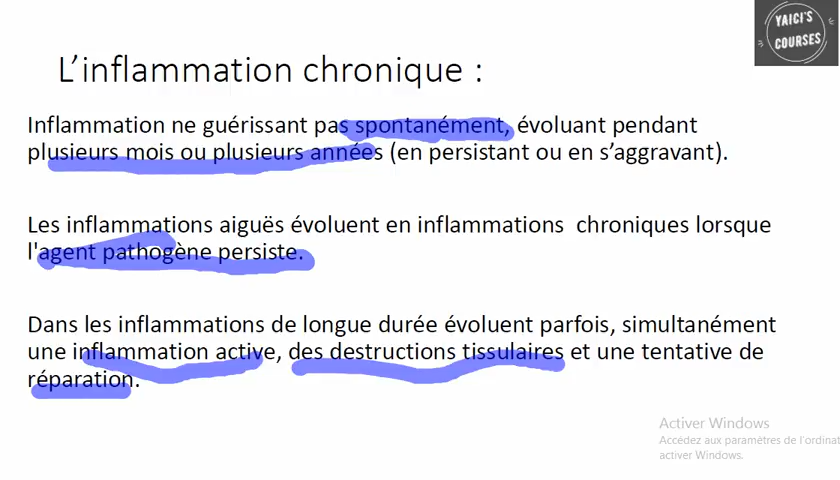 YAICI'S
COURSES
L'inflammation chronique :
Inflammation ne guérissant pas spontanément, évoluant pendant
plusieurs mois ou plusieurs années (en persistant ou en s'aggravant).
Les inflammations aiguës évoluent en inflammations chroniques lorsque
l'agent pathogène persiste.
Dans les inflammations de longue durée évoluent parfois, simultanément
une inflammation active, des destructions tissulaires et une tentative de
réparation.
Activer Windows
Accédez aux paramètres de l'ordinat
activer Windows.